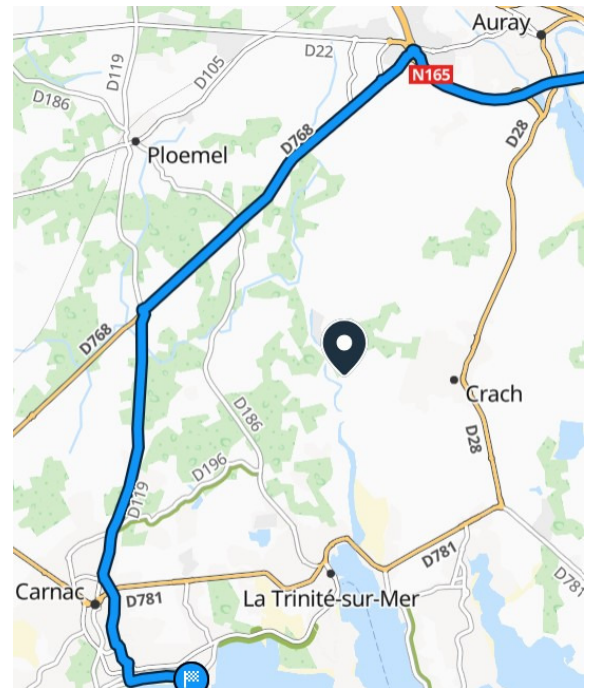 Auray
D22
D119
D105
N165
D186
D28
D768
Ploemel
D768
Crach
D186
D28
D196
D119
D781
D781
Carnac
D781
La Trinité-sur-Mer